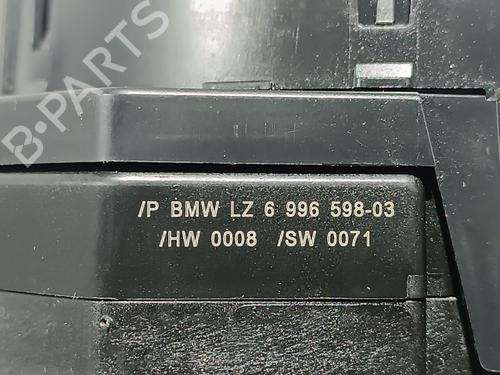 B-PARTS
/P BMW LZ 6 996 598-03
/HW 0008 /SW 0071